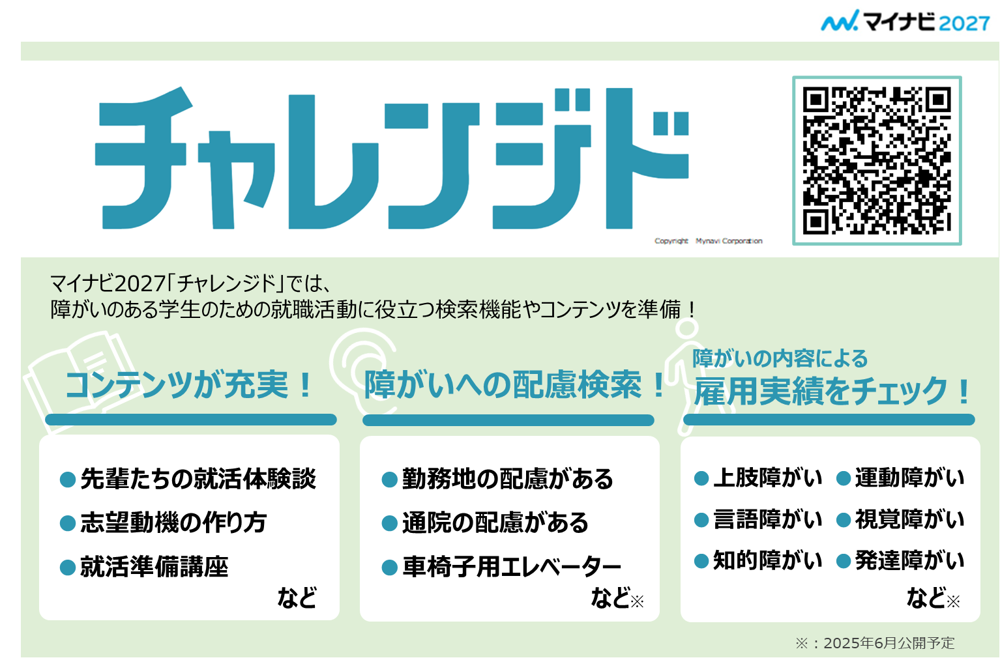 マイナビ2027
チャレンジド
Copyright Mynavi Corporation
マイナビ2027「チャレンジド」では、
障がいのある学生のための就職活動に役立つ検索機能やコンテンツを準備！
コンテンツが充実！
先輩たちの就活体験談
志望動機の作り方
就活準備講座
など
障がいへの配慮検索！
勤務地の配慮がある
通院の配慮がある
車椅子用エレベーター
など※
障がいの内容による
雇用実績をチェック！
上肢障がい 運動障がい
言語障がい 視覚障がい
知的障がい 発達障がい
など※
※：2025年6月公開予定